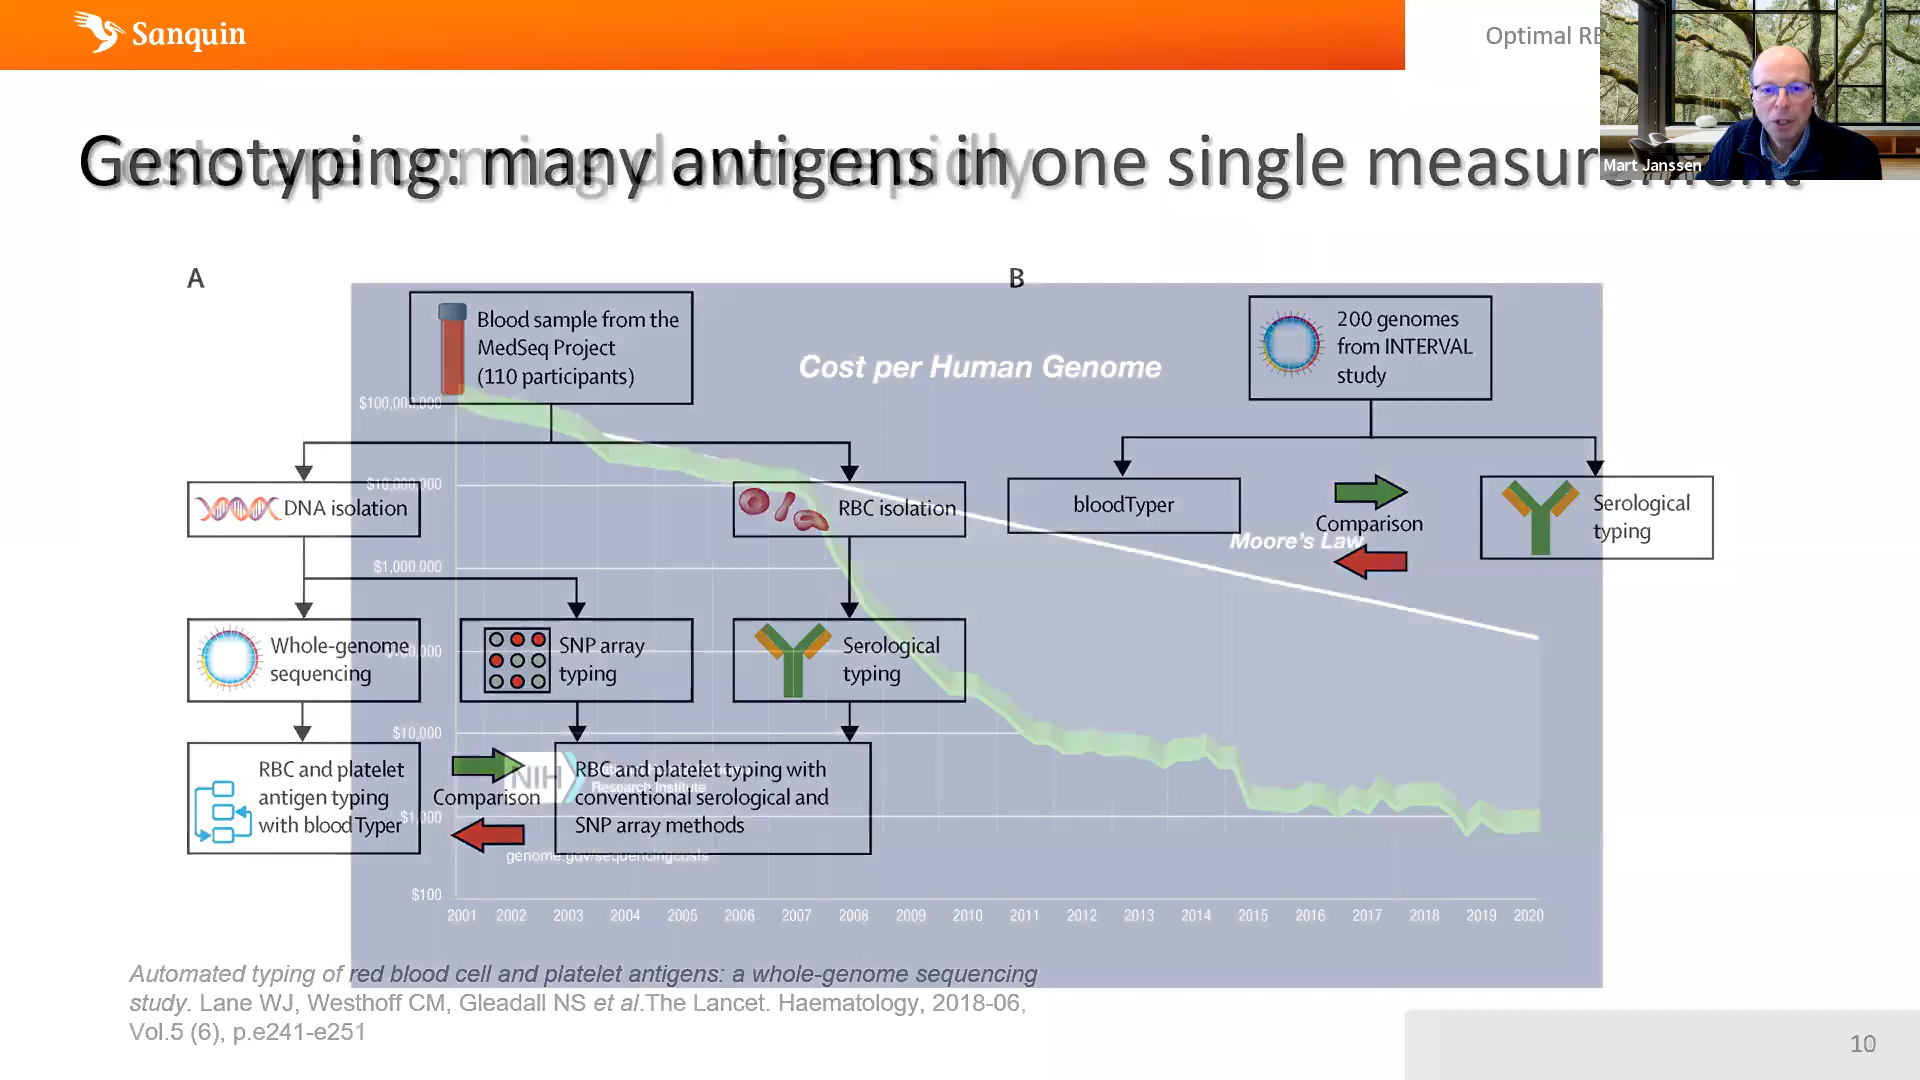 Sanquin
Optimal
Mart Janssen
Genotyping: many antigens in one single measurement
A
B
Blood sample from the
MedSeq Project
(110 participants)
200 genomes
from INTERVAL
study
Cost per Human Genome
$100,000,000
DNA isolation
$10,000,000
RBC isolation
bloodTyper
Comparison
Serological
typing
Moore's Law
$1,000,000
Whole-genome
sequencing
SNP array
typing
Serological
typing
$10,000
RBC and platelet
antigen typing
with bloodTyper
Comparison
NIH
RBC and platelet typing with
Research Institute
conventional serological and
SNP array methods
$1,000
genome.gov/sequencingcosts
$100
2001 2002 2003 2004 2005 2006 2007 2008 2009 2010 2011 2012 2013 2014 2015 2016 2017 2018 2019 2020
Automated typing of red blood cell and platelet antigens: a whole-genome sequencing
study. Lane WJ, Westhoff CM, Gleadall NS et al.The Lancet. Haematology, 2018-06,
Vol.5 (6), p.e241-e251
10